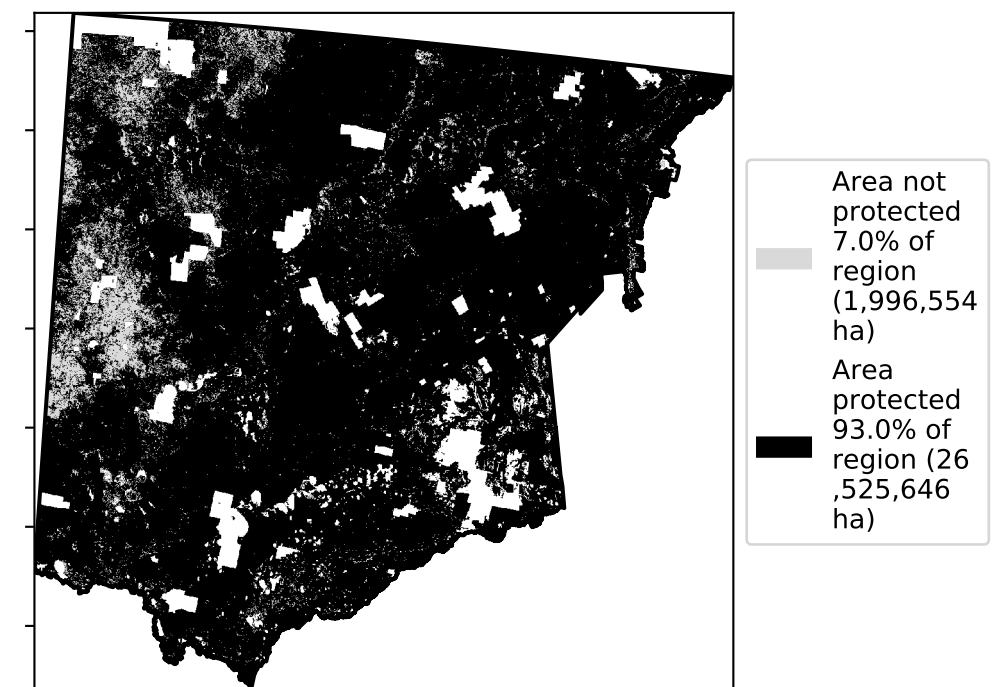 Area not
protected
7.0% of
region
(1,996,554
ha)
Area
protected
93.0% of
region (26
,525,646
ha)